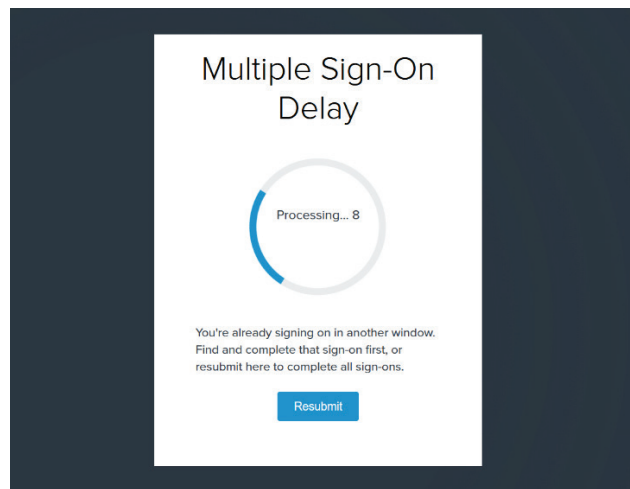 Multiple Sign-On
Delay
Processing... 8
You're already signing on in another window.
Find and complete that sign-on first, or
resubmit here to complete all sign-ons.
Resubmit